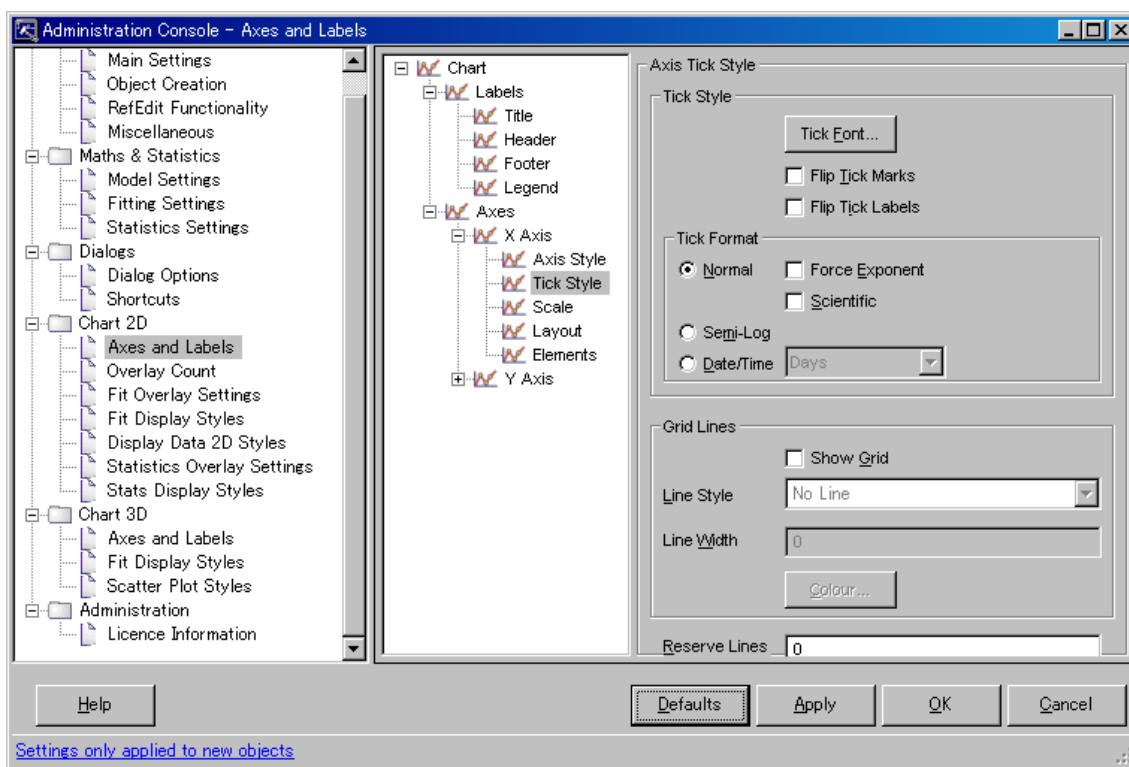 Administration Console - Axes and Labels
Main Settings
Object Creation
RefEdit Functionality
Miscellaneous
Maths & Statistics
Model Settings
Fitting Settings
Statistics Settings
Dialogs
Dialog Options
Shortcuts
Chart 2D
Axes and Labels
Overlay Count
Fit Overlay Settings
Fit Display Styles
Display Data 2D Styles
Statistics Overlay Settings
Stats Display Styles
Chart 3D
Axes and Labels
Fit Display Styles
Scatter Plot Styles
Administration
Licence Information
Chart
Labels
Title
Header
Footer
Legend
Axes
X Axis
Axis Style
Tick Style
Scale
Layout
Elements
Y Axis
Axis Tick Style
Tick Style
Tick Font...
Flip Tick Marks
Flip Tick Labels
Tick Format
Normal
Force Exponent
Scientific
Semi-Log
Date/Time
Days
Grid Lines
Show Grid
Line Style
No Line
Line Width
0
Colour...
Reserve Lines
0
Help
Defaults
Apply
OK
Cancel
Settings only applied to new objects